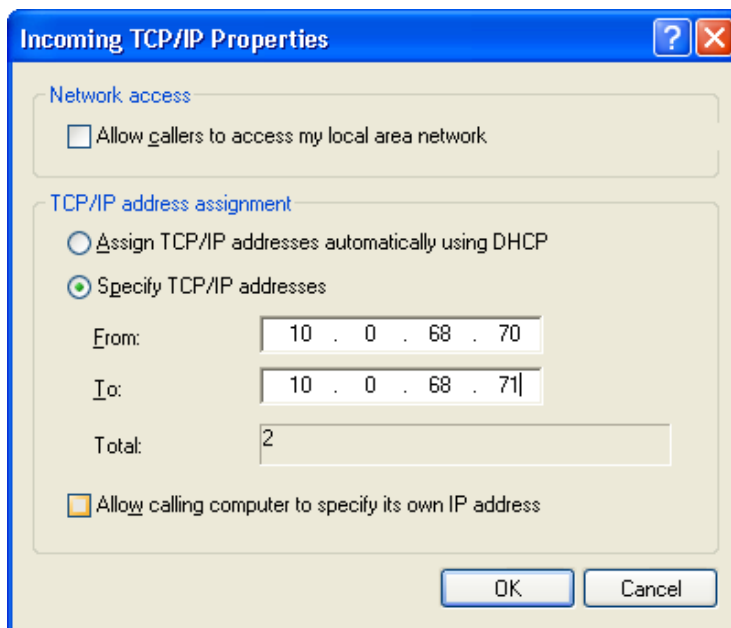 Incoming TCP/IP Properties
Network access
Allow callers to access my local area network
TCP/IP address assignment
Assign TCP/IP addresses automatically using DHCP
Specify TCP/IP addresses
From: 10 . 0 . 68 . 70
To: 10 . 0 . 68 . 71
Total: 2
Allow calling computer to specify its own IP address
OK Cancel